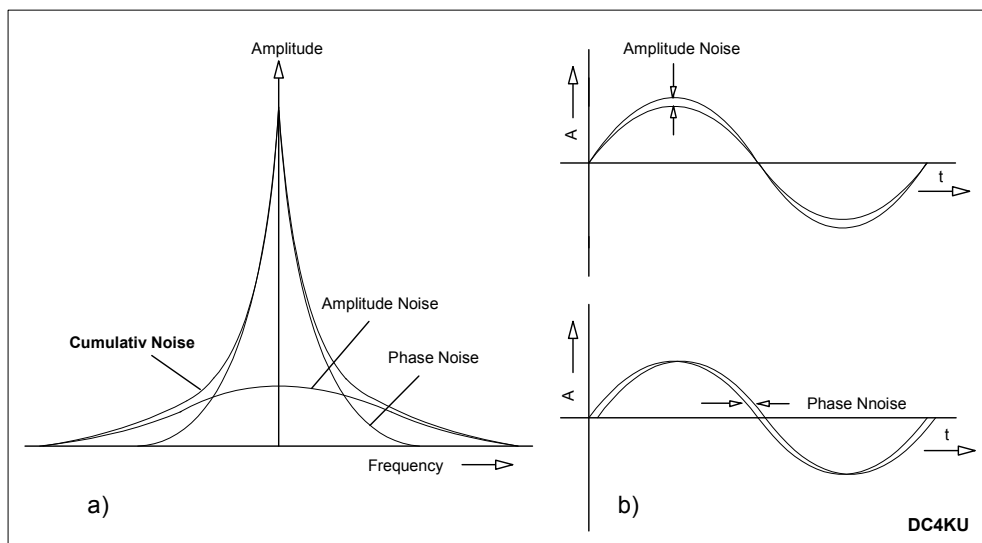 Amplitude
Cumulativ Noise
Amplitude Noise
Phase Noise
Frequency
a)
Amplitude Noise
A
t
A
Phase Nnoise
t
b)
DC4KU